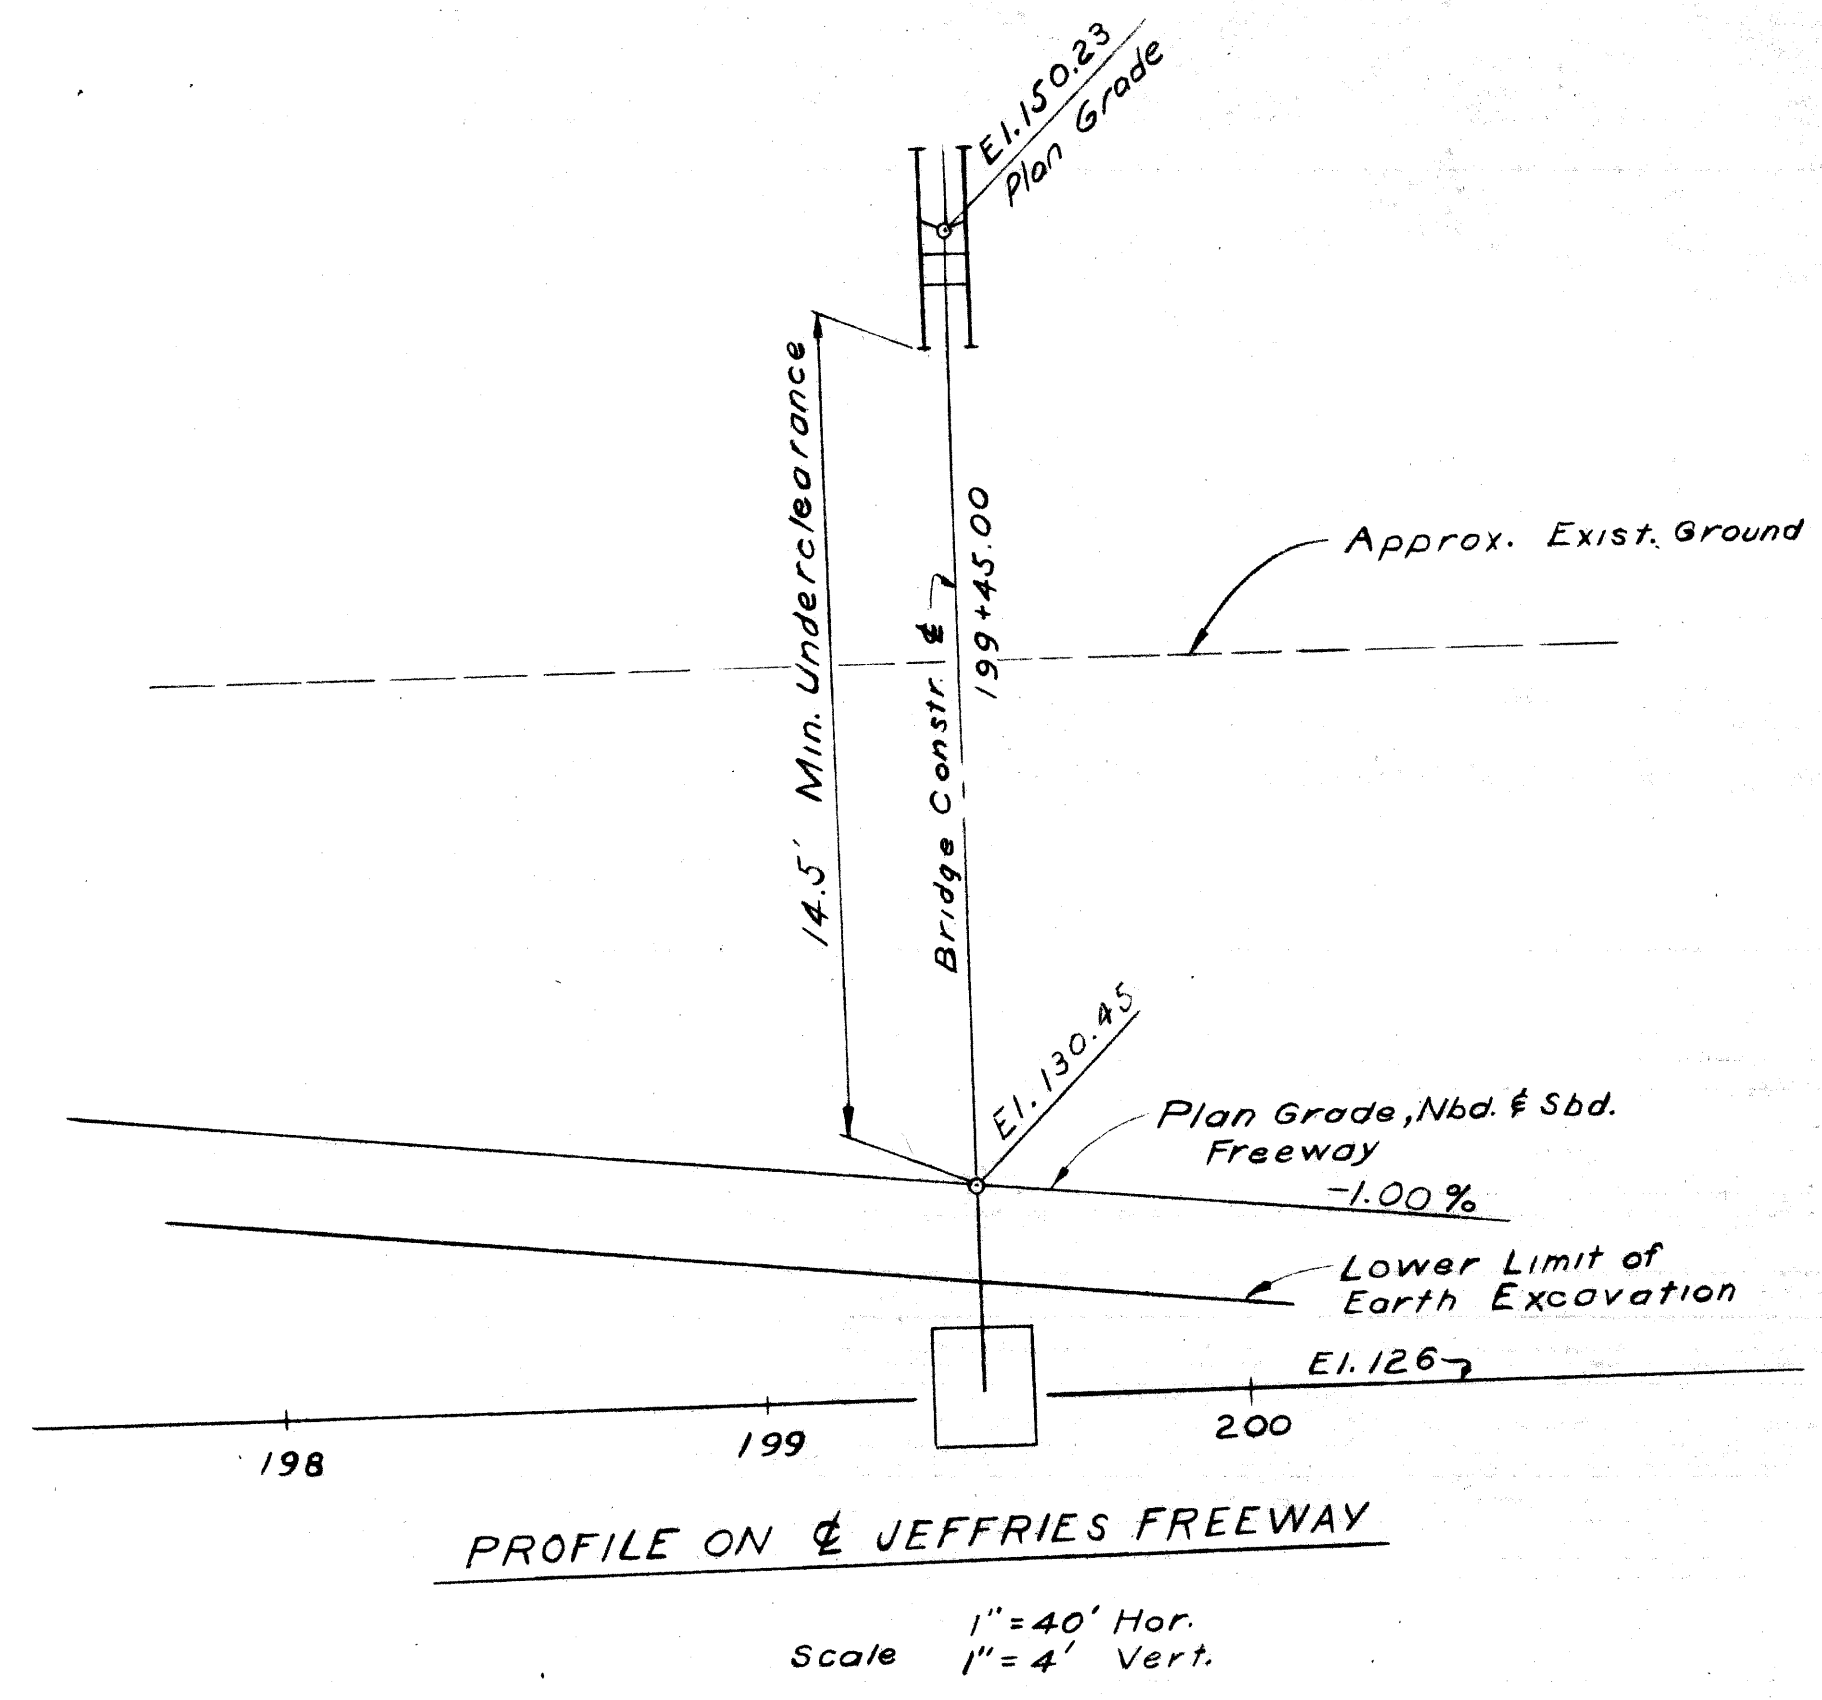 El. 150.23
Plan Grade
14.5' Min. Underclearance
Bridge Constr. ℄
199+45.00
Approx. Exist. Ground
El. 130.45
Plan Grade, Nbd. & Sbd.
Freeway
-1.00%
Lower Limit of
Earth Excavation
El. 126
198
199
200
PROFILE ON ℄ JEFFRIES FREEWAY
Scale
1"=40' Hor.
1"=4' Vert.